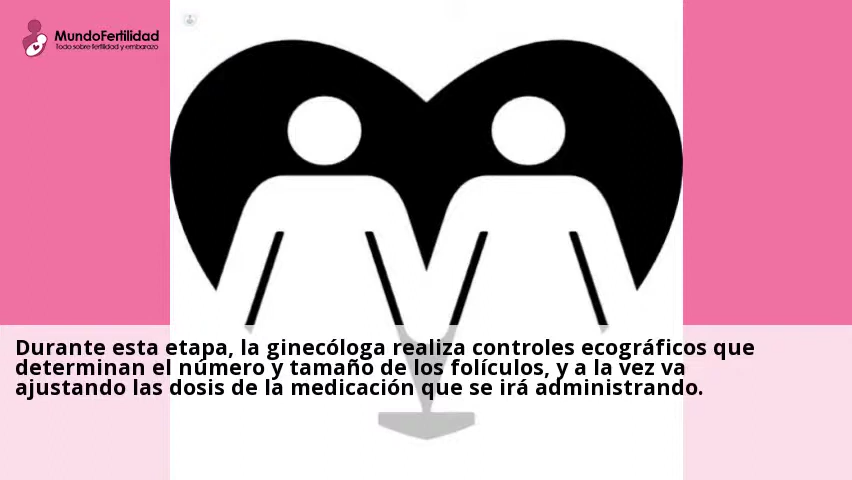 MundoFertilidad
Todo sobre fertilidad y embarazo
Durante esta etapa, la ginecóloga realiza controles ecográficos que
determinan el número y tamaño de los folículos, y a la vez va
ajustando las dosis de la medicación que se irá administrando.